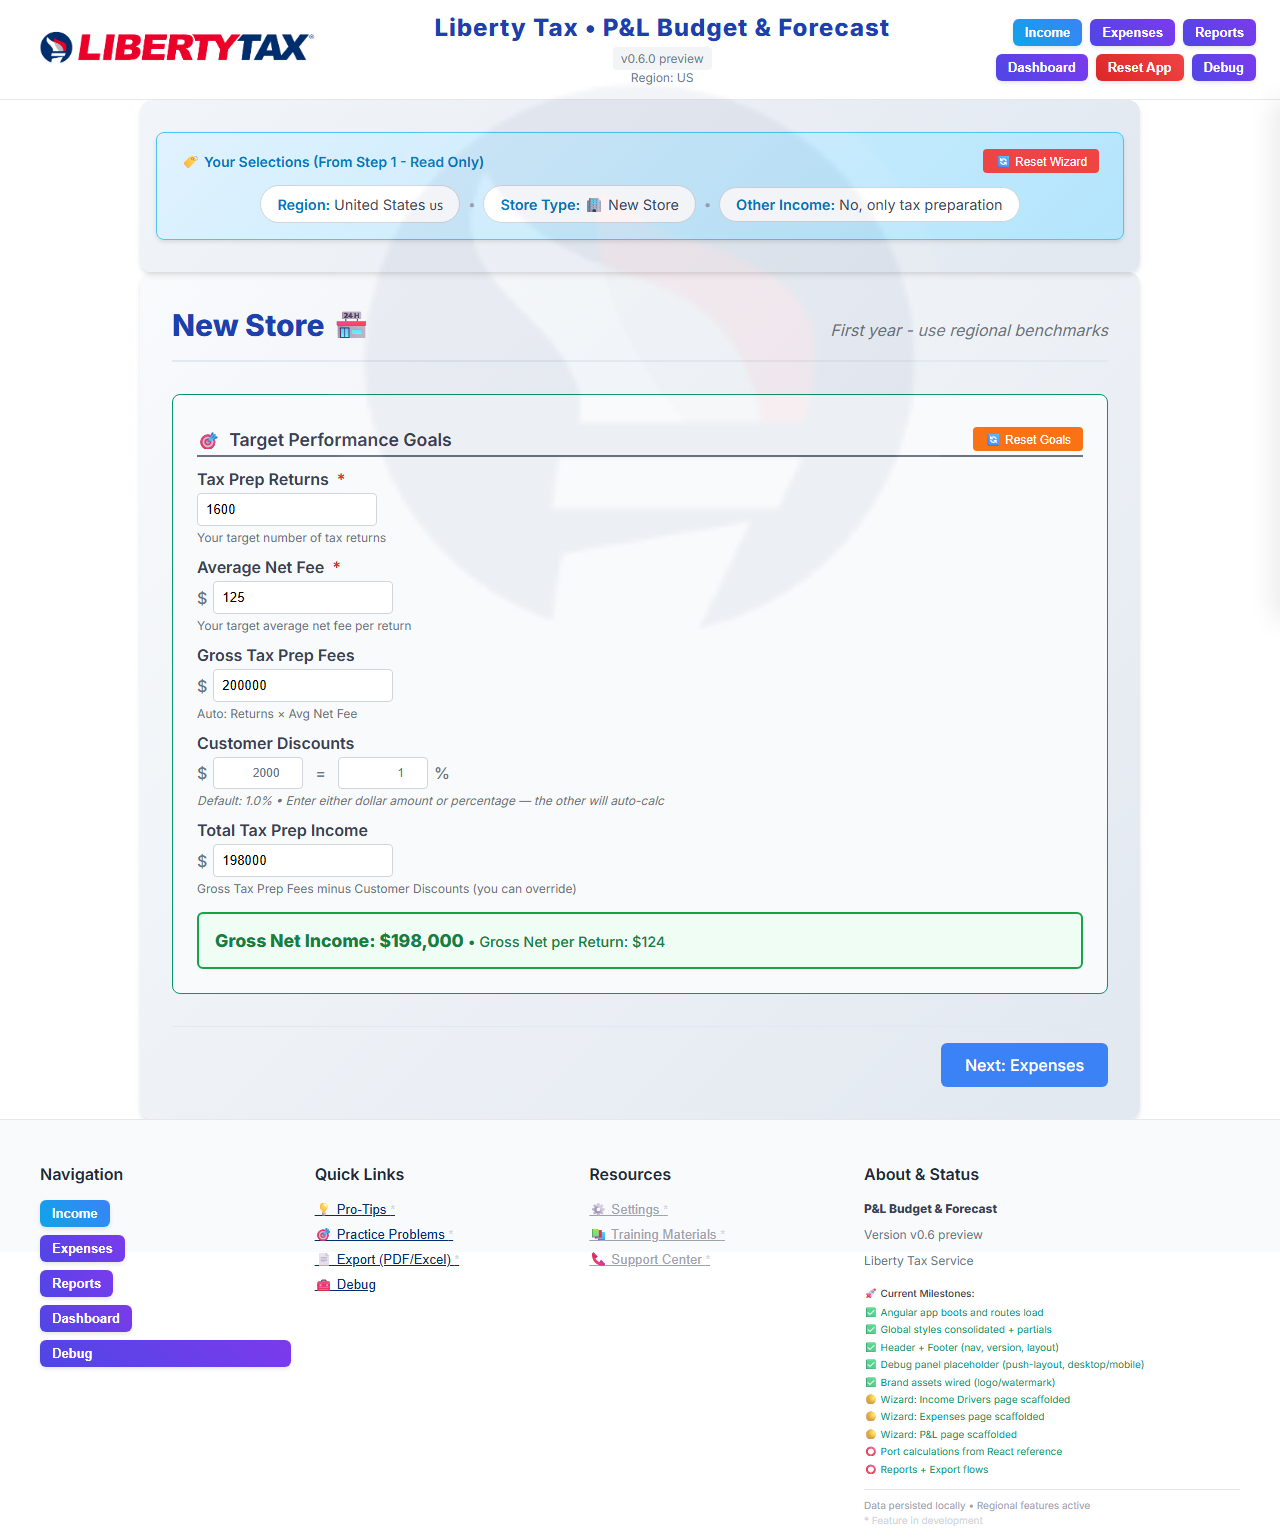 LIBERTYTAX®
Liberty Tax • P&L Budget & Forecast
v0.6.0 preview
Region: US
Income
Expenses
Reports
Dashboard
Reset App
Debug
Your Selections (From Step 1 - Read Only)
Reset Wizard
Region: United States US
•
Store Type: New Store
•
Other Income: No, only tax preparation
New Store
24H
First year - use regional benchmarks
Target Performance Goals
Reset Goals
Tax Prep Returns *
1600
Your target number of tax returns
Average Net Fee *
$ 125
Your target average net fee per return
Gross Tax Prep Fees
$ 200000
Auto: Returns × Avg Net Fee
Customer Discounts
$ 2000 = 1 %
Default: 1.0% • Enter either dollar amount or percentage — the other will auto-calc
Total Tax Prep Income
$ 198000
Gross Tax Prep Fees minus Customer Discounts (you can override)
Gross Net Income: $198,000 • Gross Net per Return: $124
Next: Expenses
Navigation
Income
Expenses
Reports
Dashboard
Debug
Quick Links
Pro-Tips *
Practice Problems *
Export (PDF/Excel) *
Debug
Resources
Settings *
Training Materials *
Support Center *
About & Status
P&L Budget & Forecast
Version v0.6 preview
Liberty Tax Service
Current Milestones:
Angular app boots and routes load
Global styles consolidated + partials
Header + Footer (nav, version, layout)
Debug panel placeholder (push-layout, desktop/mobile)
Brand assets wired (logo/watermark)
Wizard: Income Drivers page scaffolded
Wizard: Expenses page scaffolded
Wizard: P&L page scaffolded
Port calculations from React reference
Reports + Export flows
Data persisted locally • Regional features active
* Feature in development